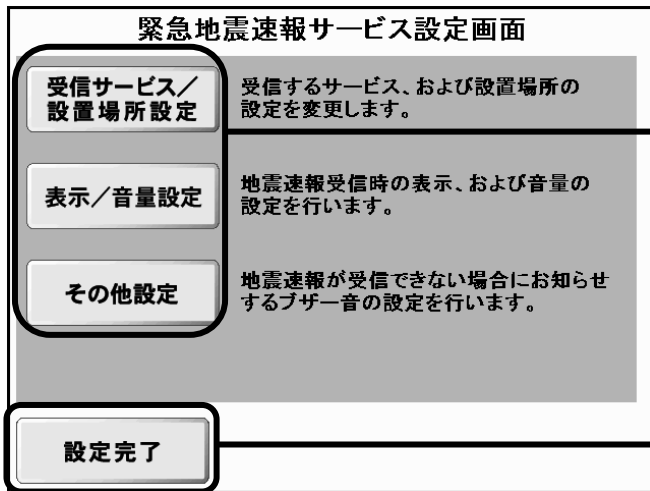 緊急地震速報サービス設定画面
受信サービス／
設置場所設定
受信するサービス、および設置場所の
設定を変更します。
表示／音量設定
地震速報受信時の表示、および音量の
設定を行います。
その他設定
地震速報が受信できない場合にお知らせ
するブザー音の設定を行います。
設定完了